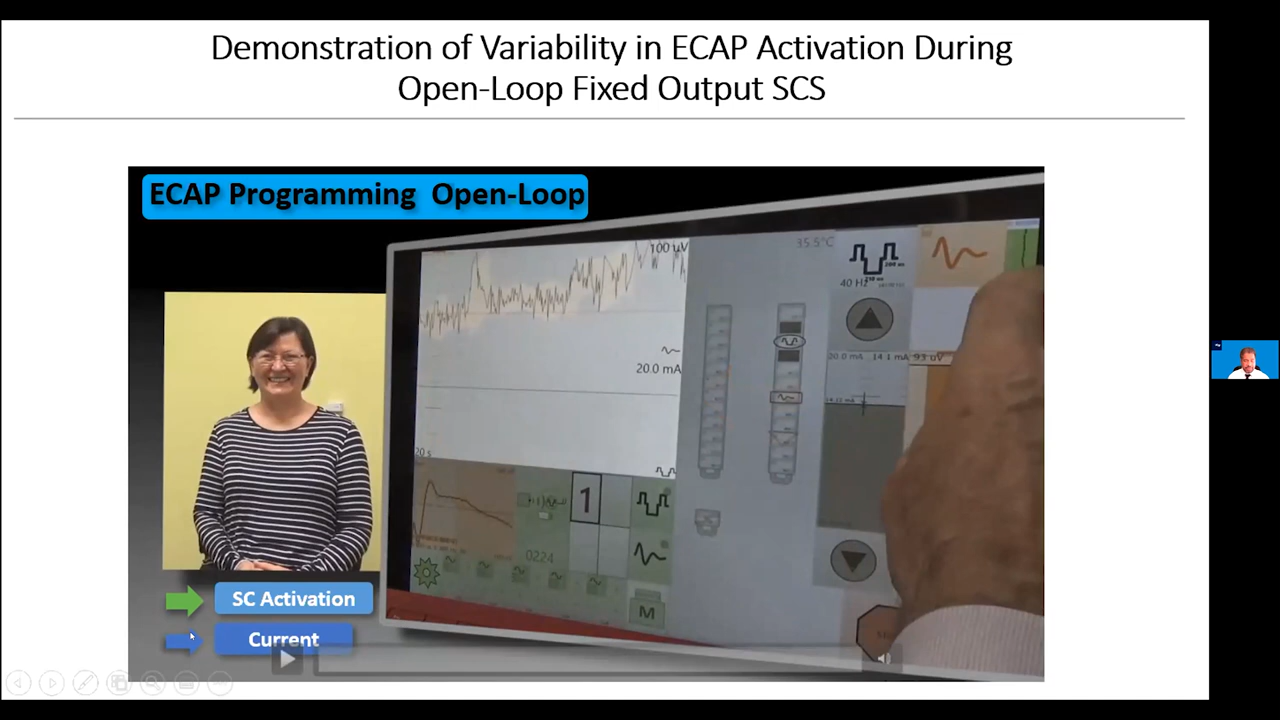 Demonstration of Variability in ECAP Activation During
Open-Loop Fixed Output SCS
ECAP Programming Open-Loop
100 uV
35.5°C
40 Hz
20.0 mA
20.0 mA 14.1 mA 93 uV
20 s
1
0224
M
SC Activation
Current